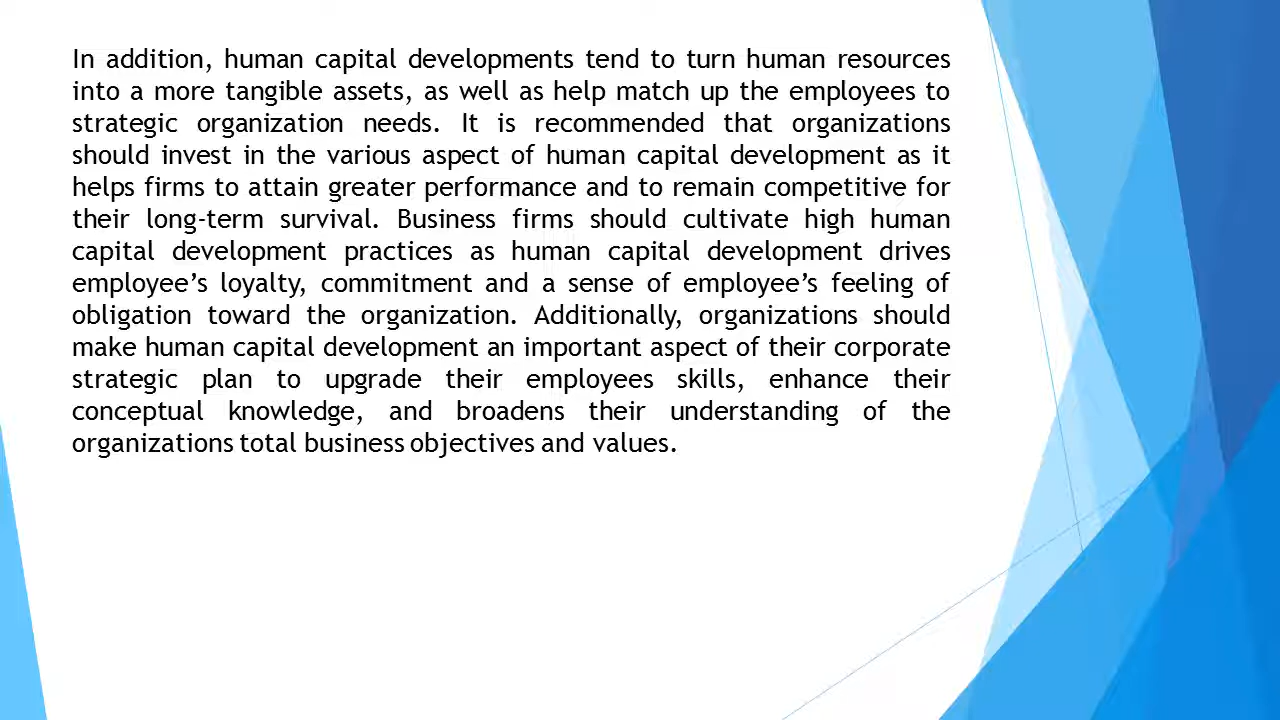 In addition, human capital developments tend to turn human resources
into a more tangible assets, as well as help match up the employees to
strategic organization needs. It is recommended that organizations
should invest in the various aspect of human capital development as it
helps firms to attain greater performance and to remain competitive for
their long-term survival. Business firms should cultivate high human
capital development practices as human capital development drives
employee’s loyalty, commitment and a sense of employee’s feeling of
obligation toward the organization. Additionally, organizations should
make human capital development an important aspect of their corporate
strategic plan to upgrade their employees skills, enhance their
conceptual knowledge, and broadens their understanding of the
organizations total business objectives and values.